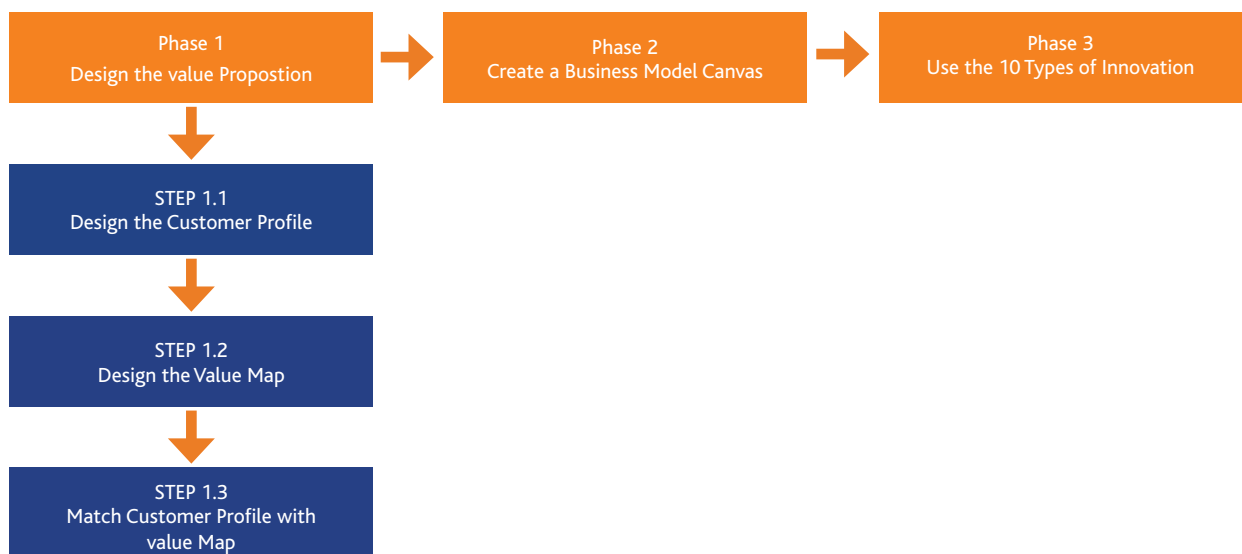 Phase 1
Design the value Propostion
Phase 2
Create a Business Model Canvas
Phase 3
Use the 10 Types of Innovation
STEP 1.1
Design the Customer Profile
STEP 1.2
Design the Value Map
STEP 1.3
Match Customer Profile with
value Map